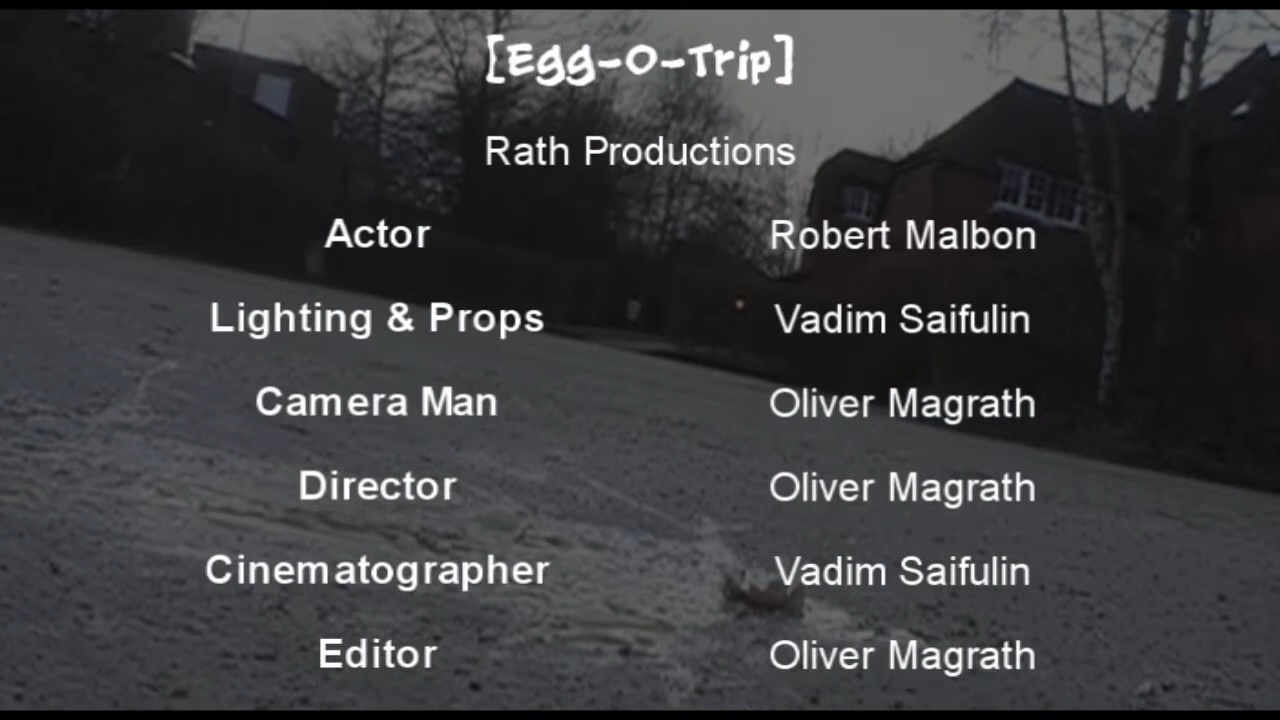 [Egg-O-Trip]
Rath Productions
Actor Robert Malbon
Lighting & Props Vadim Saifulin
Camera Man Oliver Magrath
Director Oliver Magrath
Cinematographer Vadim Saifulin
Editor Oliver Magrath